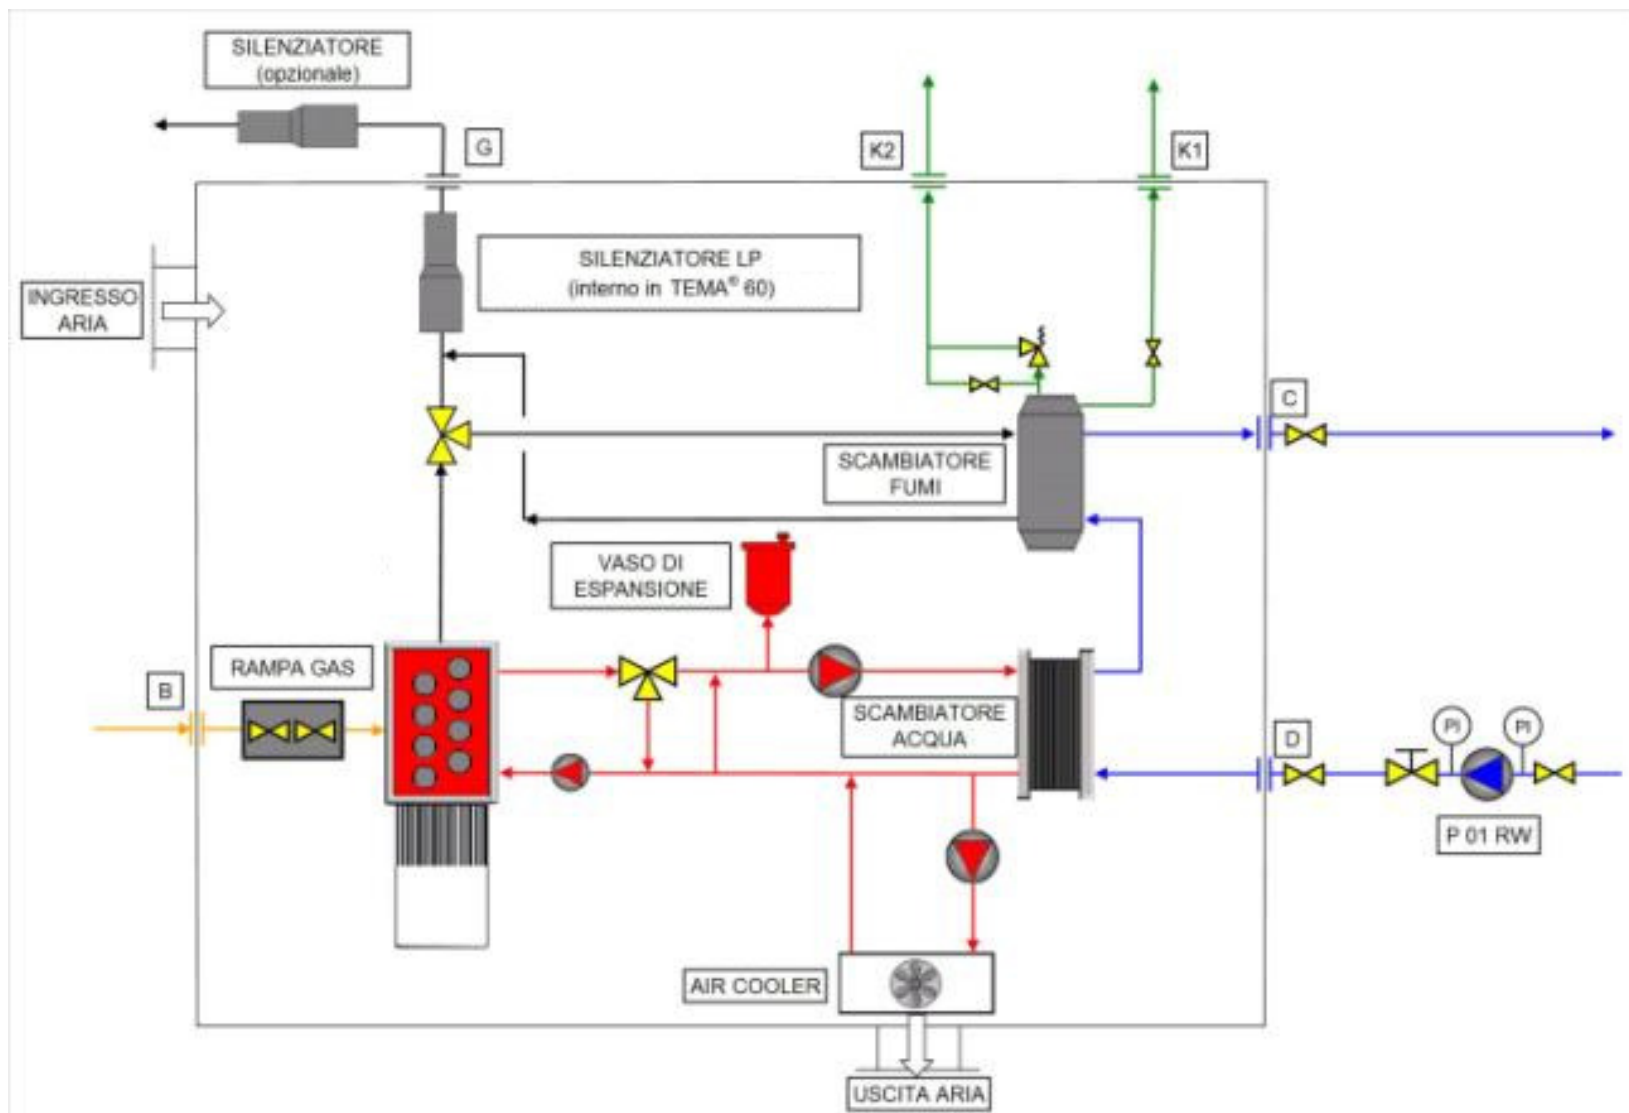 SILENZIATORE
(opzionale)
G
K2
K1
SILENZIATORE LP
(interno in TEMA® 60)
INGRESSO
ARIA
C
SCAMBIATORE
FUMI
VASO DI
ESPANSIONE
RAMPA GAS
B
SCAMBIATORE
ACQUA
D
PI
PI
P 01 RW
AIR COOLER
USCITA ARIA